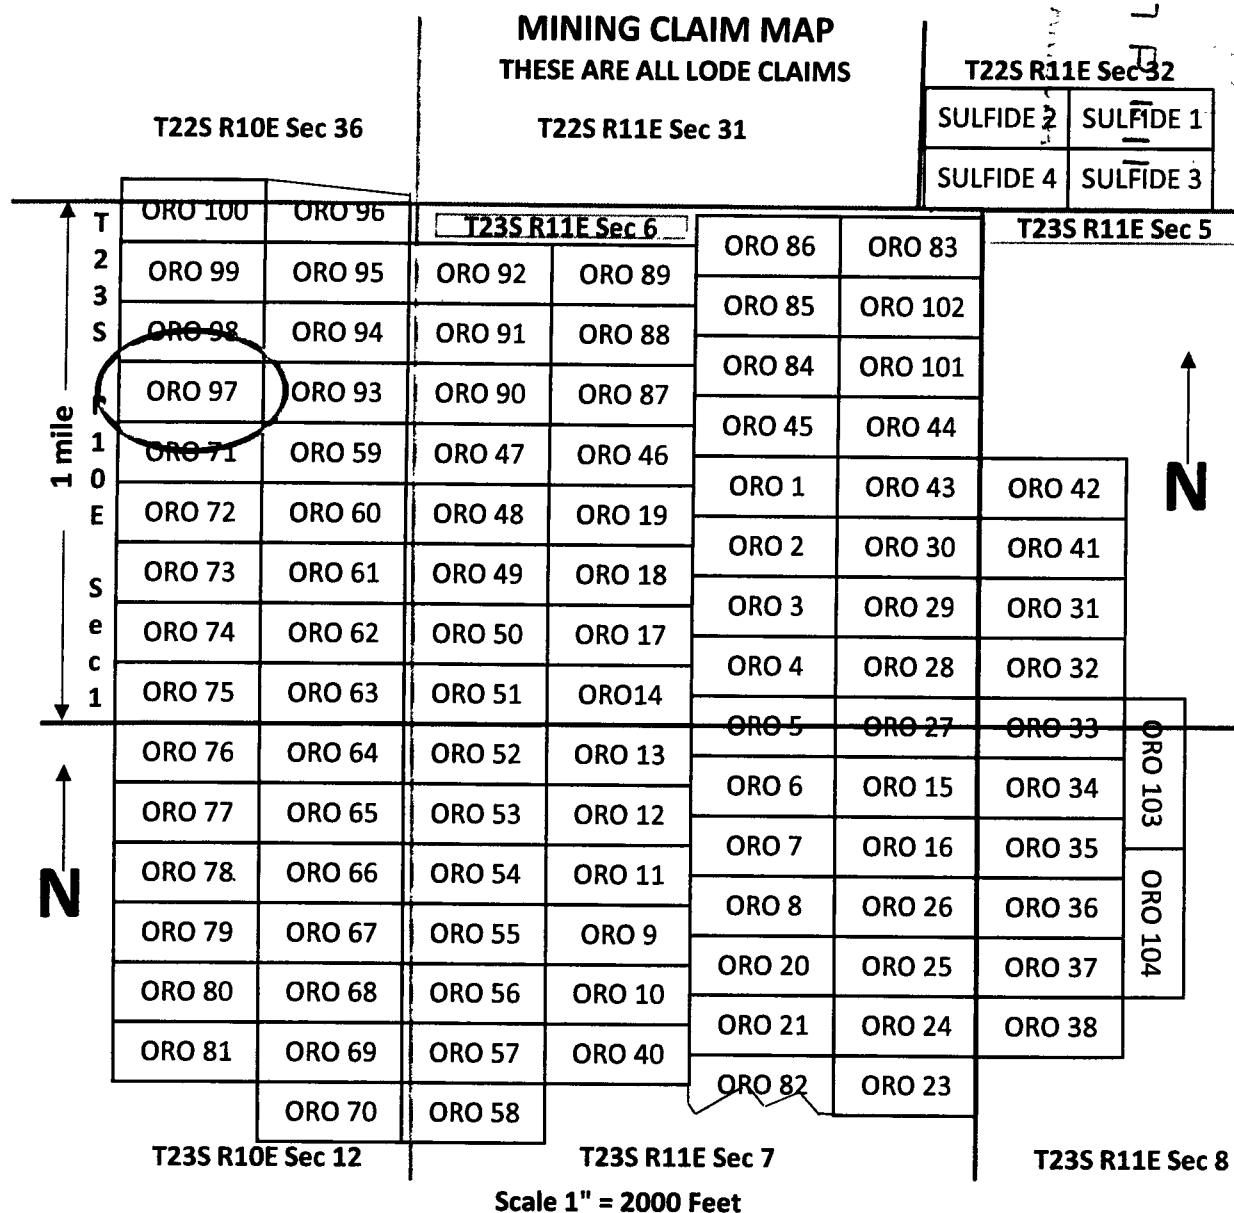 MINING CLAIM MAP
THESE ARE ALL LODE CLAIMS
T22S R11E Sec 32
T22S R10E Sec 36
T22S R11E Sec 31
SULFIDE 2 SULFIDE 1
SULFIDE 4 SULFIDE 3
T23S R11E Sec 6
T23S R11E Sec 5
T23S R10E Sec 1
1 mile
ORO 100 ORO 96
ORO 86 ORO 83
ORO 99 ORO 95 ORO 92 ORO 89
ORO 85 ORO 102
ORO 98 ORO 94 ORO 91 ORO 88
ORO 84 ORO 101
ORO 97 ORO 93 ORO 90 ORO 87
ORO 45 ORO 44
ORO 71 ORO 59 ORO 47 ORO 46
ORO 1 ORO 43 ORO 42
N
ORO 72 ORO 60 ORO 48 ORO 19
ORO 2 ORO 30 ORO 41
ORO 73 ORO 61 ORO 49 ORO 18
ORO 3 ORO 29 ORO 31
ORO 74 ORO 62 ORO 50 ORO 17
ORO 4 ORO 28 ORO 32
ORO 75 ORO 63 ORO 51 ORO14
ORO 5 ORO 27 ORO 33
ORO 103
ORO 76 ORO 64 ORO 52 ORO 13
ORO 6 ORO 15 ORO 34
ORO 77 ORO 65 ORO 53 ORO 12
ORO 7 ORO 16 ORO 35
N
ORO 78 ORO 66 ORO 54 ORO 11
ORO 8 ORO 26 ORO 36
ORO 104
ORO 79 ORO 67 ORO 55 ORO 9
ORO 20 ORO 25 ORO 37
ORO 80 ORO 68 ORO 56 ORO 10
ORO 21 ORO 24 ORO 38
ORO 81 ORO 69 ORO 57 ORO 40
ORO 82 ORO 23
ORO 70 ORO 58
T23S R10E Sec 12
T23S R11E Sec 7
T23S R11E Sec 8
Scale 1" = 2000 Feet